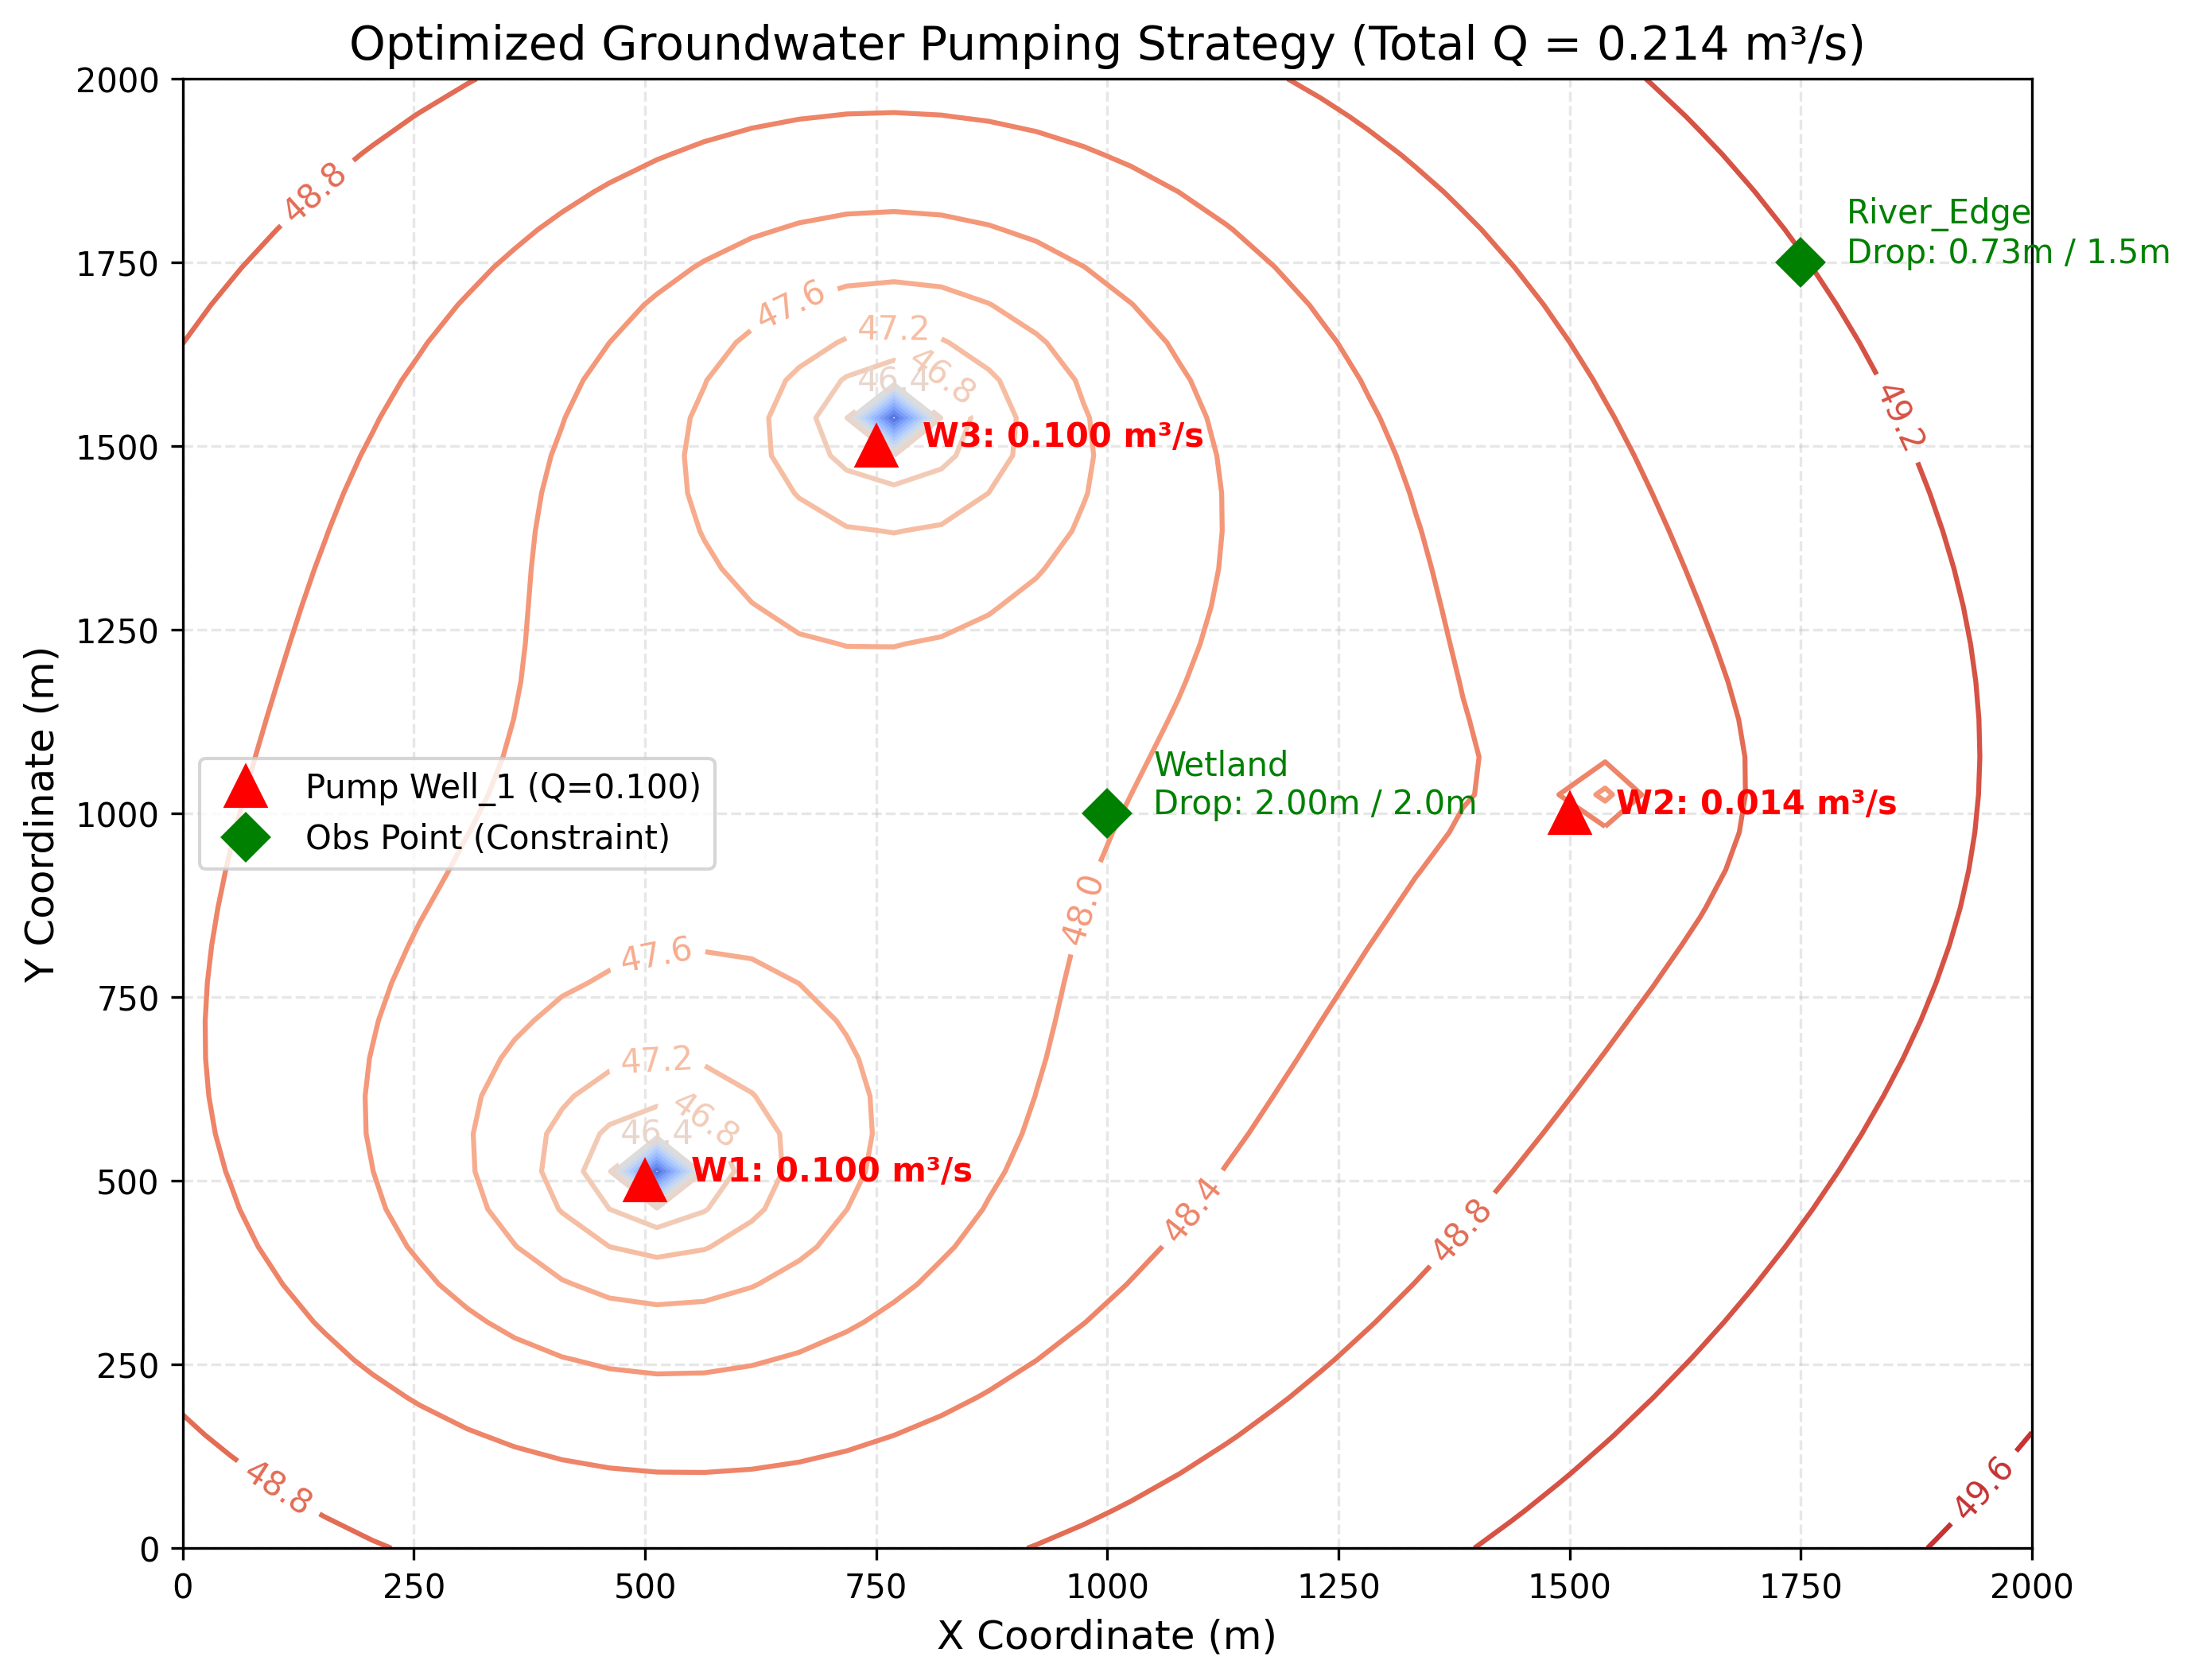 Optimized Groundwater Pumping Strategy (Total Q = 0.214 m³/s)
Y Coordinate (m)
2000
1750
1500
1250
1000
750
500
250
0
48.8
River_Edge
Drop: 0.73m / 1.5m
47.6
47.2
46.8
46.4
49.2
W3: 0.100 m³/s
Wetland
Drop: 2.00m / 2.0m
W2: 0.014 m³/s
Pump Well_1 (Q=0.100)
Obs Point (Constraint)
48.0
47.6
47.2
46.8
46.4
W1: 0.100 m³/s
48.4
48.8
48.8
49.6
0
250
500
750
1000
1250
1500
1750
2000
X Coordinate (m)